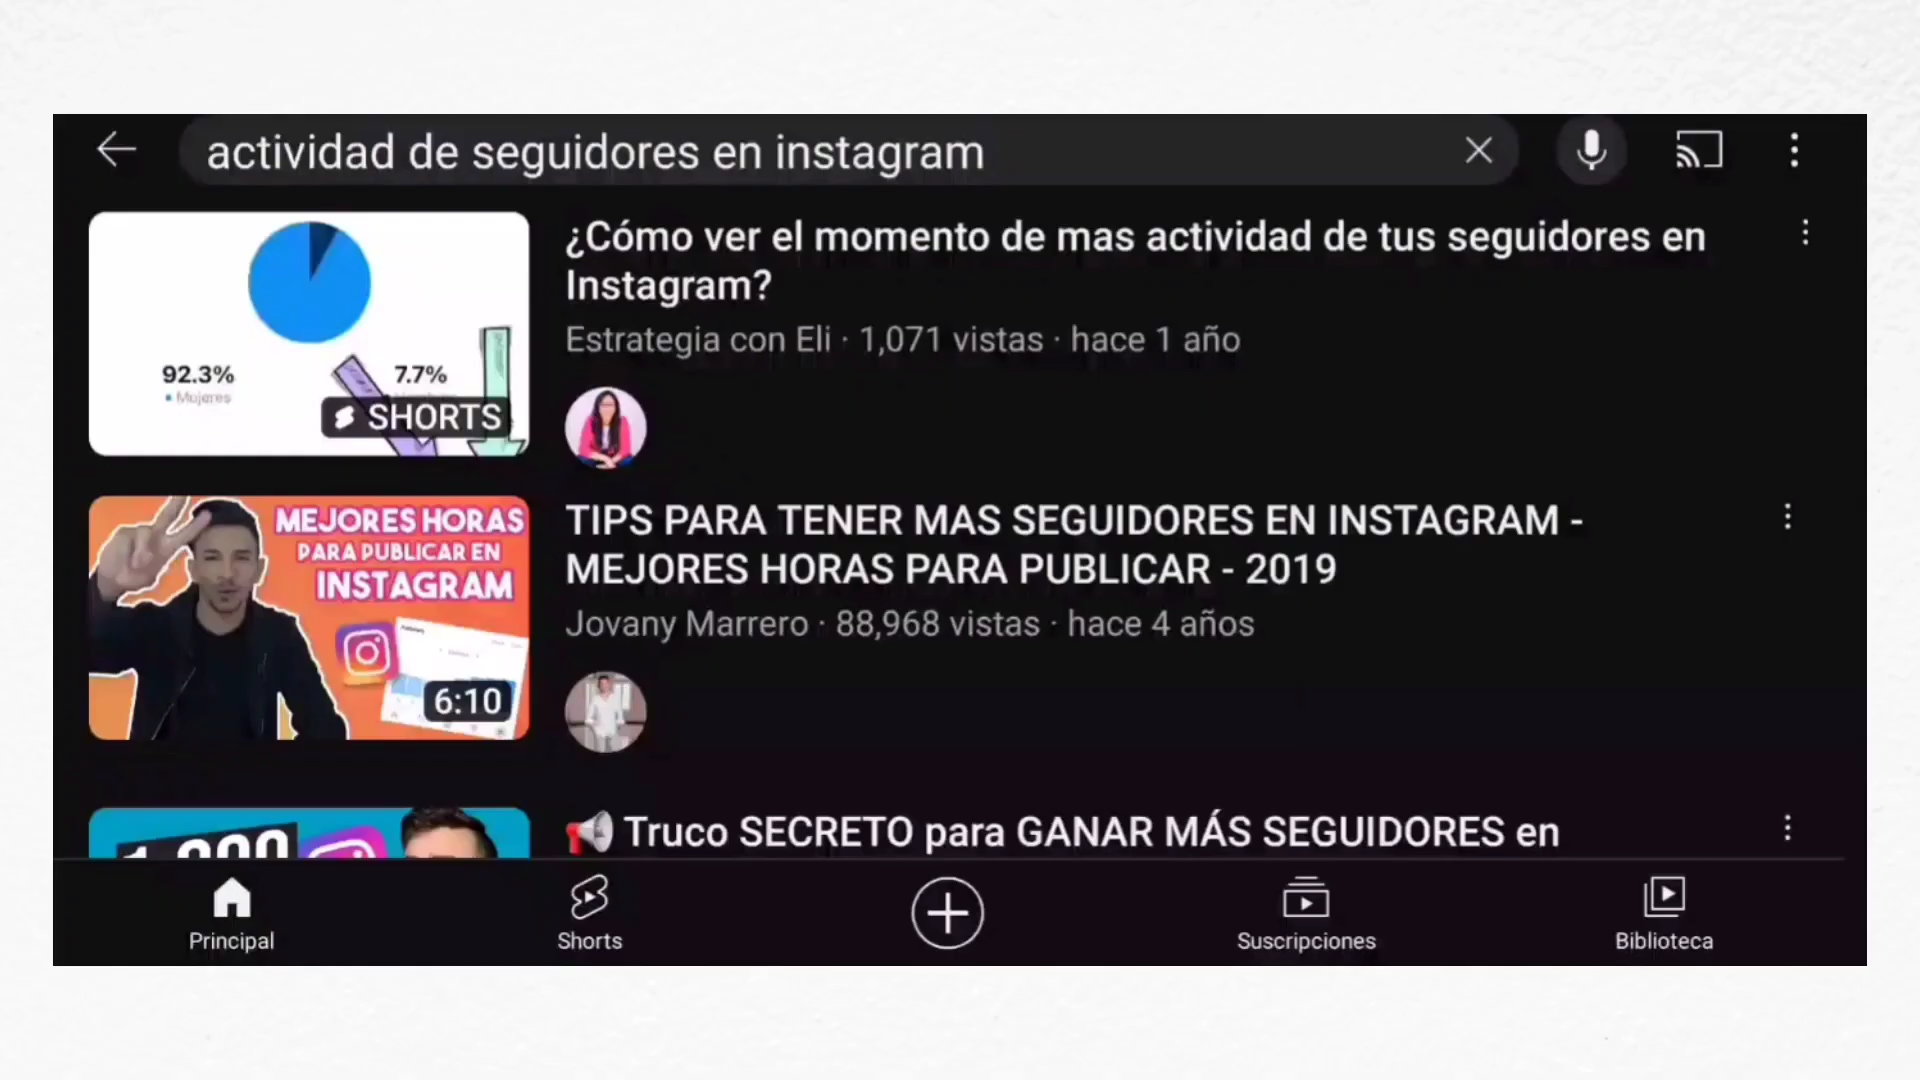 actividad de seguidores en instagram
¿Cómo ver el momento de mas actividad de tus seguidores en
Instagram?
Estrategia con Eli · 1,071 vistas · hace 1 año
92.3%
7.7%
Mujeres
SHORTS
MEJORES HORAS
PARA PUBLICAR EN
INSTAGRAM
6:10
TIPS PARA TENER MAS SEGUIDORES EN INSTAGRAM -
MEJORES HORAS PARA PUBLICAR - 2019
Jovany Marrero · 88,968 vistas · hace 4 años
Truco SECRETO para GANAR MÁS SEGUIDORES en
Principal
Shorts
Suscripciones
Biblioteca